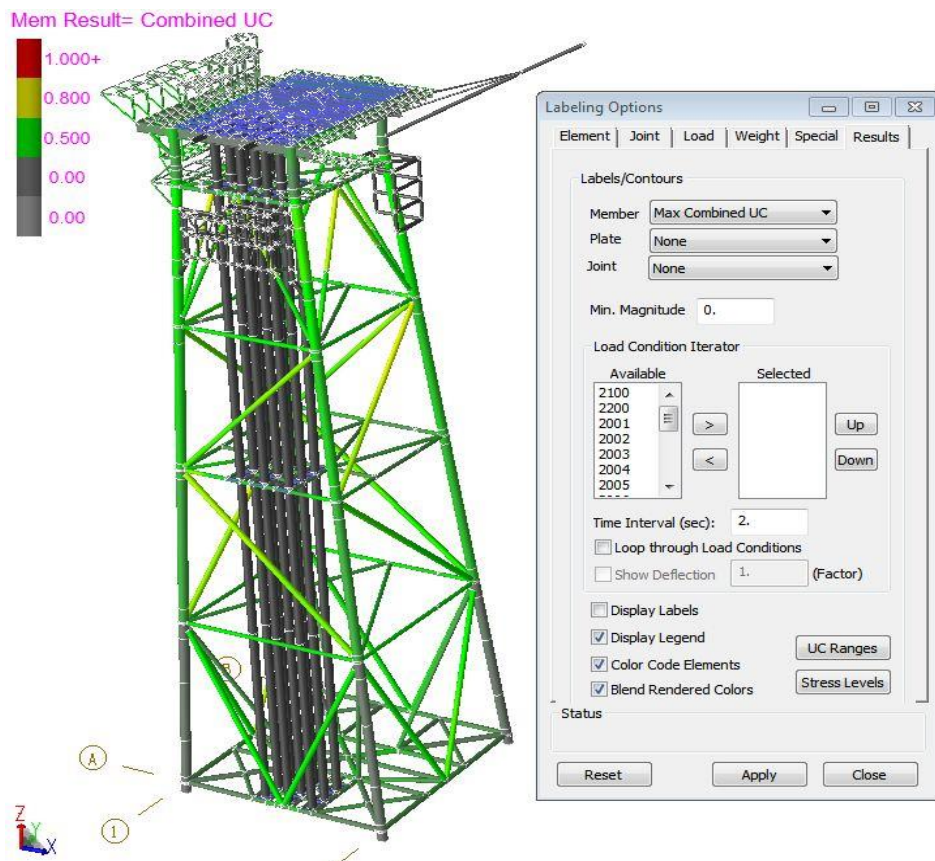 Mem Result= Combined UC
1.000+
0.800
0.500
0.00
0.00
A
1
B
Z
Y
X
Labeling Options
Element Joint Load Weight Special Results
Labels/Contours
Member Max Combined UC
Plate None
Joint None
Min. Magnitude 0.
Load Condition Iterator
Available Selected
2100
2200
2001
2002
2003
2004
2005
> Up
< Down
Time Interval (sec): 2.
Loop through Load Conditions
Show Deflection 1. (Factor)
Display Labels
Display Legend
UC Ranges
Color Code Elements
Stress Levels
Blend Rendered Colors
Status
Reset Apply Close